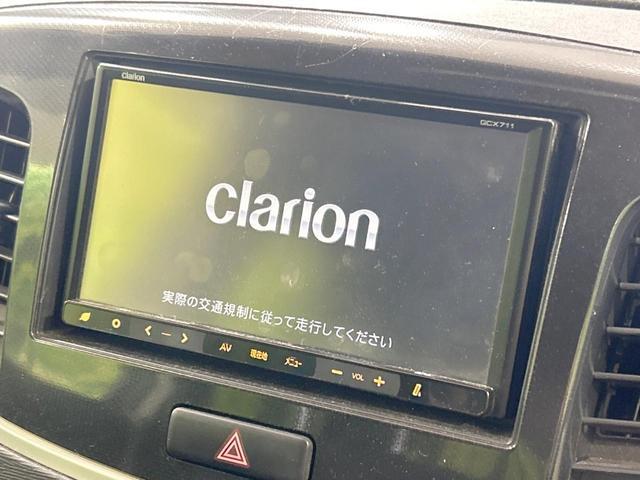 Clarion
GCX711
Clarion
実際の交通規制に従って走行してください
AV 現在地 メニュー − VOL +